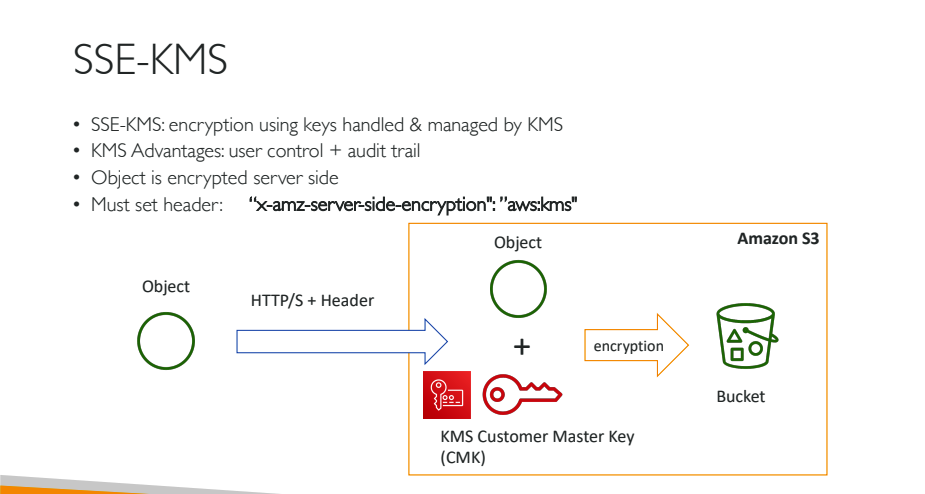 SSE-KMS
• SSE-KMS: encryption using keys handled & managed by KMS
• KMS Advantages: user control + audit trail
• Object is encrypted server side
• Must set header: “x-amz-server-side-encryption": ”aws:kms"
Amazon S3
Object
Object
HTTP/S + Header
+
encryption
Bucket
KMS Customer Master Key
(CMK)